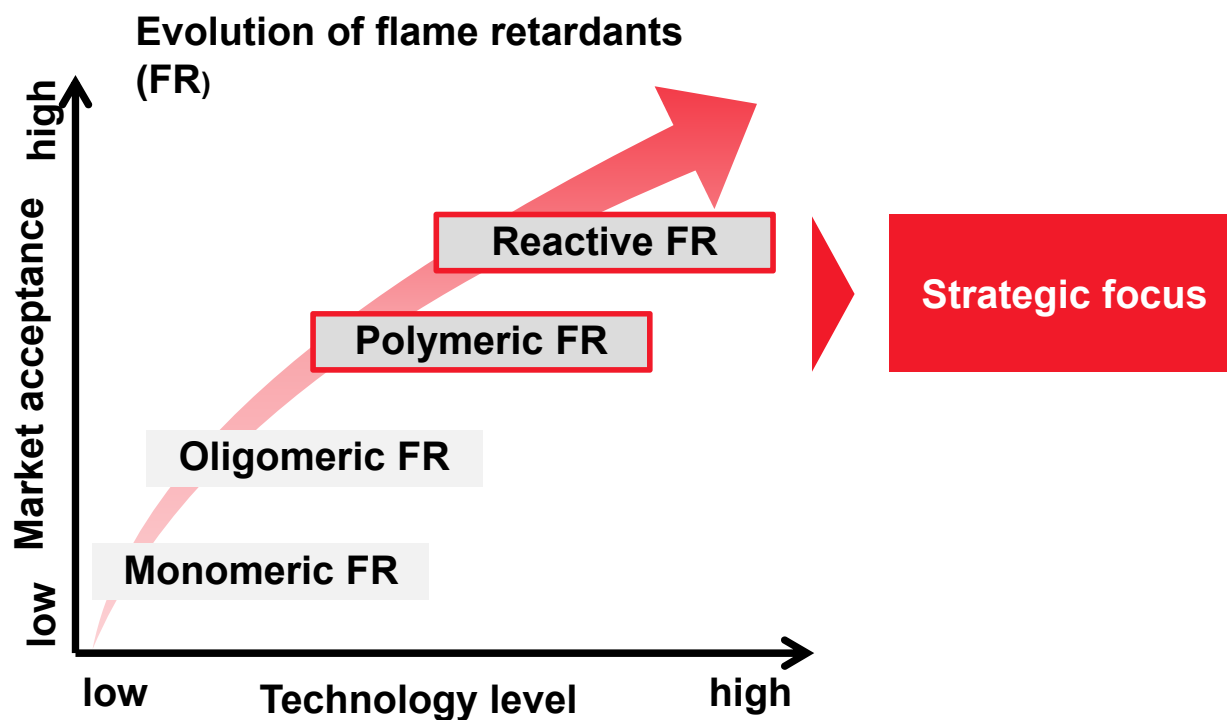 Evolution of flame retardants
(FR)
high
Market acceptance
low
Reactive FR
Polymeric FR
Oligomeric FR
Monomeric FR
Strategic focus
low
Technology level
high